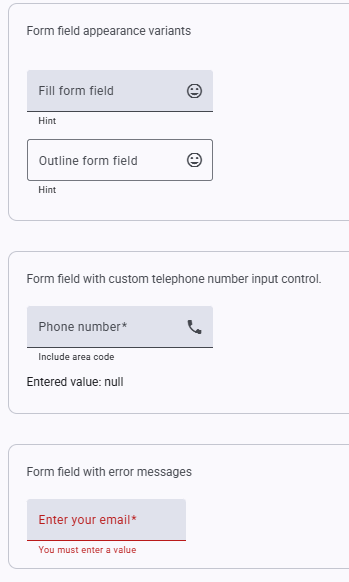 Form field appearance variants
Fill form field
Hint
Outline form field
Hint
Form field with custom telephone number input control.
Phone number*
Include area code
Entered value: null
Form field with error messages
Enter your email*
You must enter a value